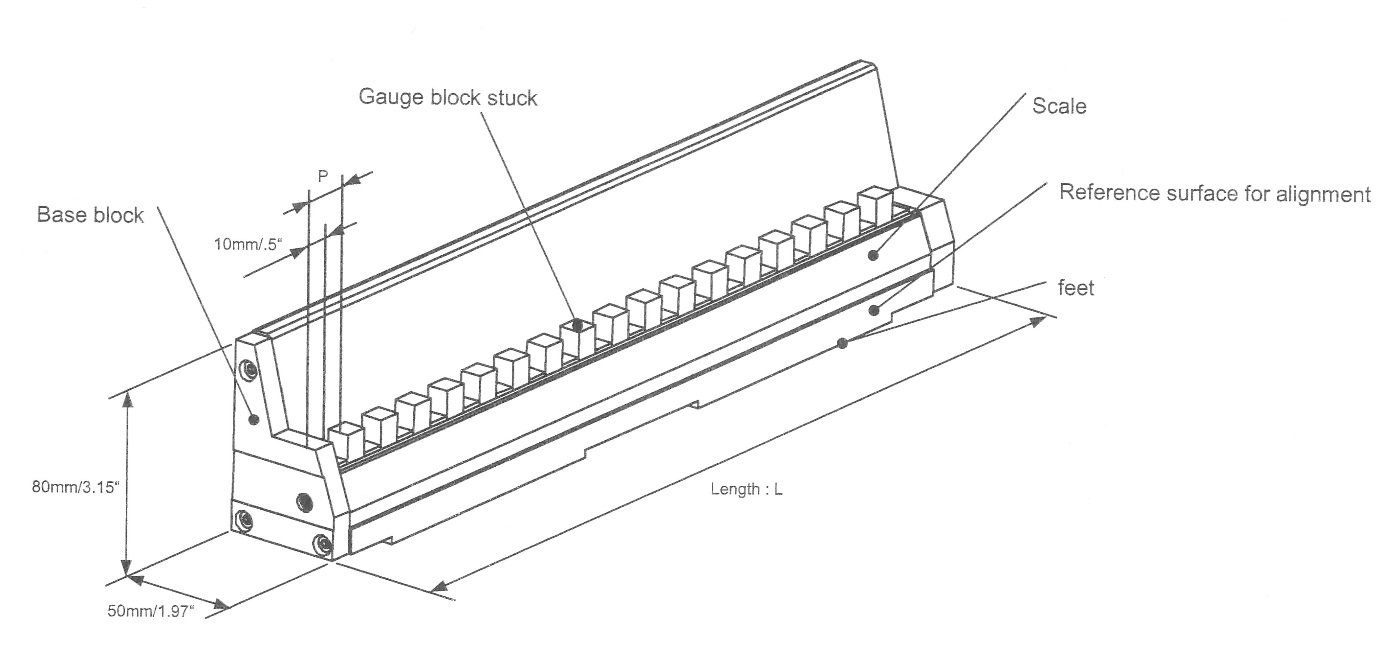 Gauge block stuck
Scale
P
Reference surface for alignment
Base block
10mm/.5“
feet
80mm/3.15“
Length : L
50mm/1.97“